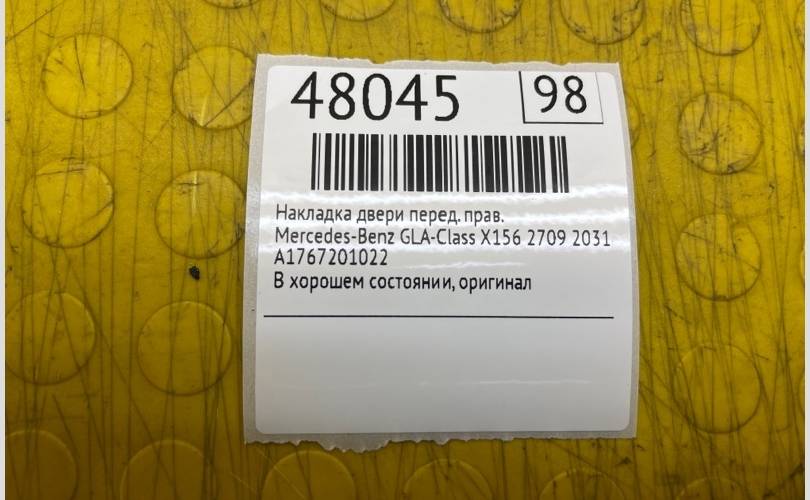 48045 98
Накладка двери перед. прав.
Mercedes-Benz GLA-Class X156 2709 2031
A1767201022
В хорошем состоянии, оригинал